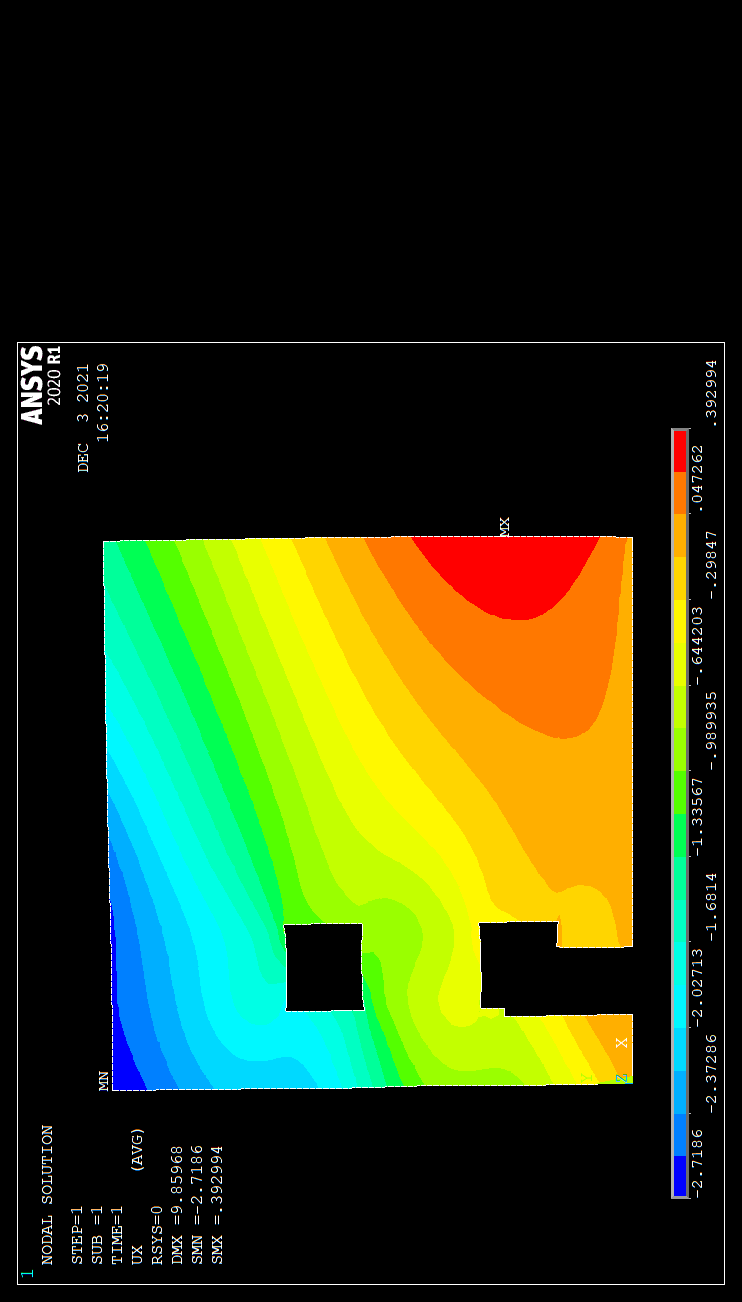 1
NODAL SOLUTION
STEP=1
SUB =1
TIME=1
UX (AVG)
RSYS=0
DMX =9.85968
SMN =-2.7186
SMX =.392994
ANSYS
2020 R1
DEC 3 2021
16:20:19
MN
MX
Y
Z X
-2.7186
-2.37286
-2.02713
-1.6814
-1.33567
-.989935
-.644203
-.29847
.047262
.392994